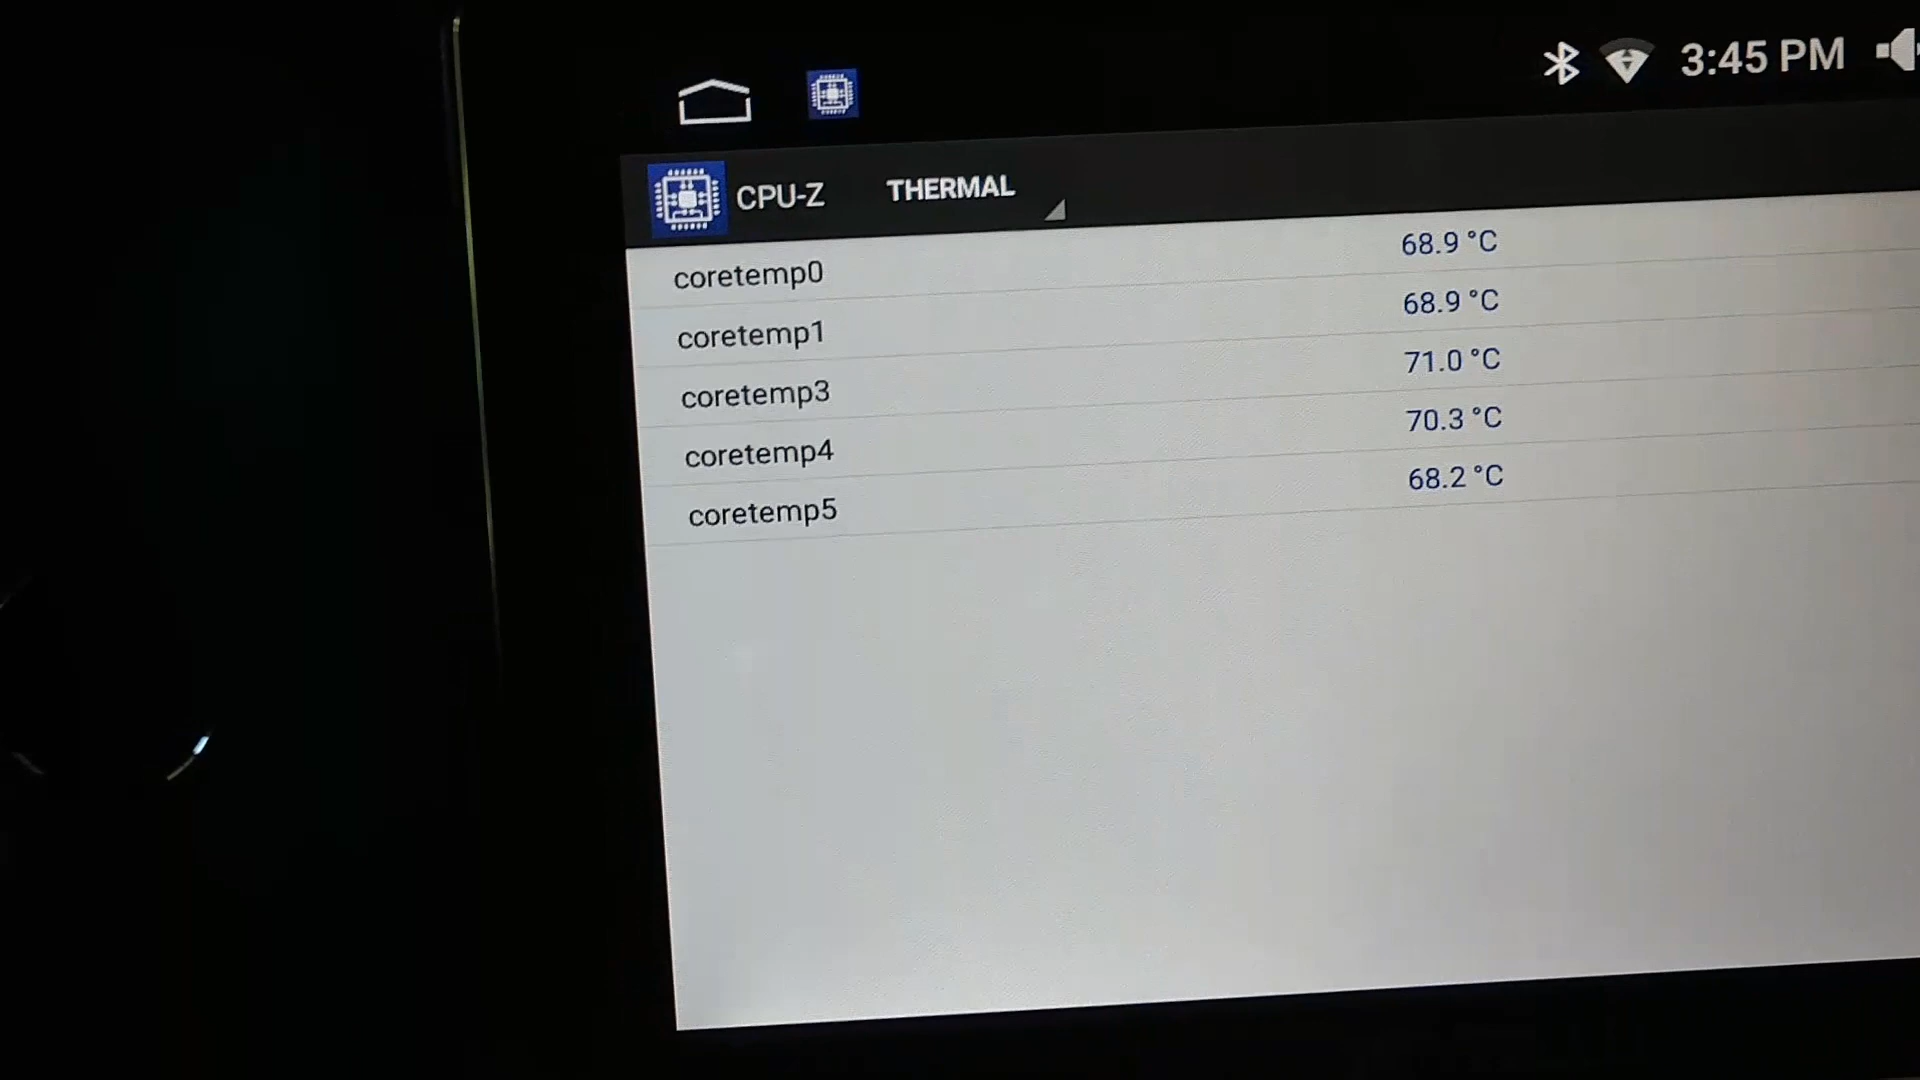 3:45 PM
CPU-Z THERMAL
coretemp0 68.9 °C
coretemp1 68.9 °C
coretemp3 71.0 °C
coretemp4 70.3 °C
coretemp5 68.2 °C